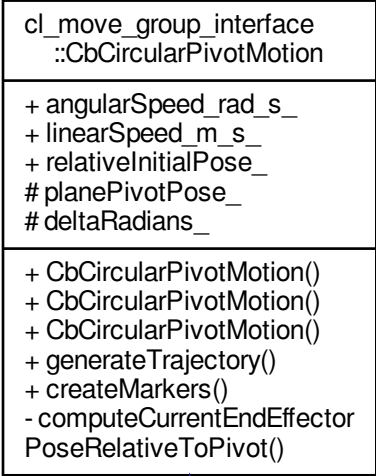 cl_move_group_interface
::CbCircularPivotMotion
+ angularSpeed_rad_s_
+ linearSpeed_m_s_
+ relativeInitialPose_
# planePivotPose_
# deltaRadians_
+ CbCircularPivotMotion()
+ CbCircularPivotMotion()
+ CbCircularPivotMotion()
+ generateTrajectory()
+ createMarkers()
- computeCurrentEndEffector
PoseRelativeToPivot()